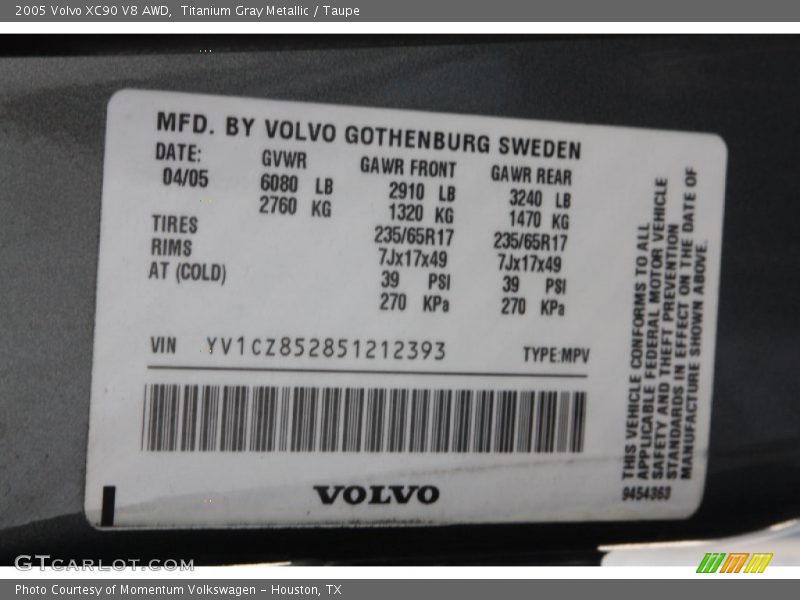 2005 Volvo XC90 V8 AWD,  Titanium Gray Metallic / Taupe
MFD. BY VOLVO GOTHENBURG SWEDEN
DATE: GVWR GAWR FRONT GAWR REAR
04/05 6080 LB 2910 LB 3240 LB
2760 KG 1320 KG 1470 KG
TIRES 235/65R17 235/65R17
RIMS 7Jx17x49 7Jx17x49
AT (COLD) 39 PSI 39 PSI
270 KPa 270 KPa
VIN YV1CZ852851212393 TYPE:MPV
VOLVO
THIS VEHICLE CONFORMS TO ALL
APPLICABLE FEDERAL MOTOR VEHICLE
SAFETY AND THEFT PREVENTION
STANDARDS IN EFFECT ON THE DATE OF
MANUFACTURE SHOWN ABOVE.
9454363
GTCARLOT.COM
Photo Courtesy of Momentum Volkswagen – Houston, TX